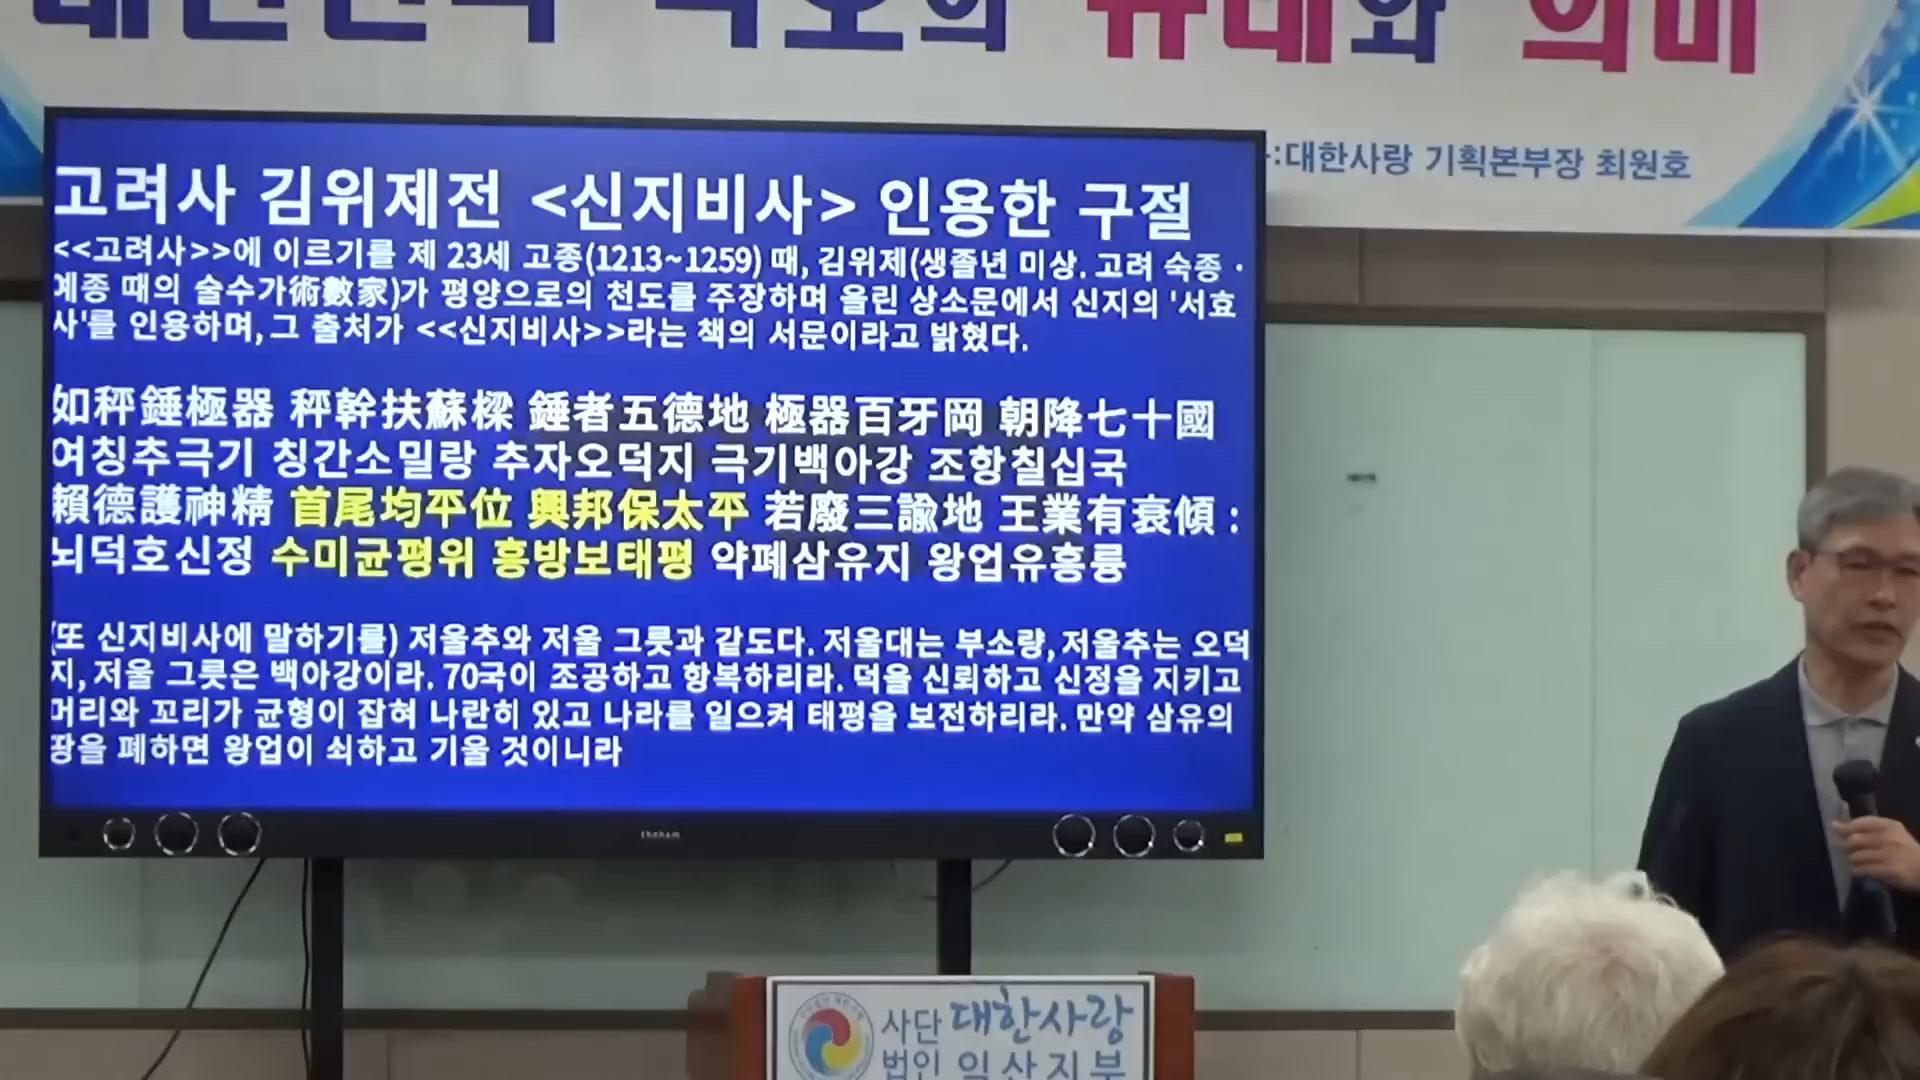 대한민국 국호의 유래와 의미
:대한사랑 기획본부장 최원호
고려사 김위제전 <신지비사> 인용한 구절
<<고려사>>에 이르기를 제 23세 고종(1213~1259) 때, 김위제(생졸년 미상. 고려 숙종·
예종 때의 술수가術數家)가 평양으로의 천도를 주장하며 올린 상소문에서 신지의 '서효
사'를 인용하며, 그 출처가 <<신지비사>>라는 책의 서문이라고 밝혔다.
如秤錘極器 秤幹扶蘇樑 錘者五德地 極器百牙岡 朝降七十國
여칭추극기 칭간소밀랑 추자오덕지 극기백아강 조항칠십국
賴德護神精 首尾均平位 興邦保太平 若廢三諭地 王業有衰傾 :
뇌덕호신정 수미균평위 흥방보태평 약폐삼유지 왕업유흥륭
(또 신지비사에 말하기를) 저울추와 저울 그릇과 같도다. 저울대는 부소량, 저울추는 오덕
지, 저울 그릇은 백아강이라. 70국이 조공하고 항복하리라. 덕을 신뢰하고 신정을 지키고
머리와 꼬리가 균형이 잡혀 나란히 있고 나라를 일으켜 태평을 보전하리라. 만약 삼유의
땅을 폐하면 왕업이 쇠하고 기울 것이니라
사단 대한사랑
법인 일산지부